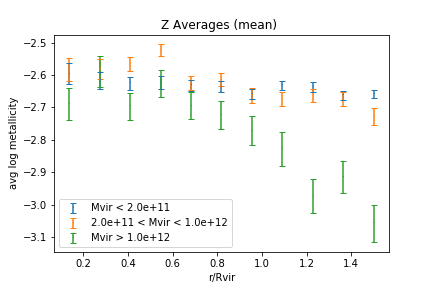 Z Averages (mean)
avg log metallicity
−2.5
−2.6
−2.7
−2.8
−2.9
−3.0
−3.1
Mvir < 2.0e+11
2.0e+11 < Mvir < 1.0e+12
Mvir > 1.0e+12
0.2 0.4 0.6 0.8 1.0 1.2 1.4
r/Rvir